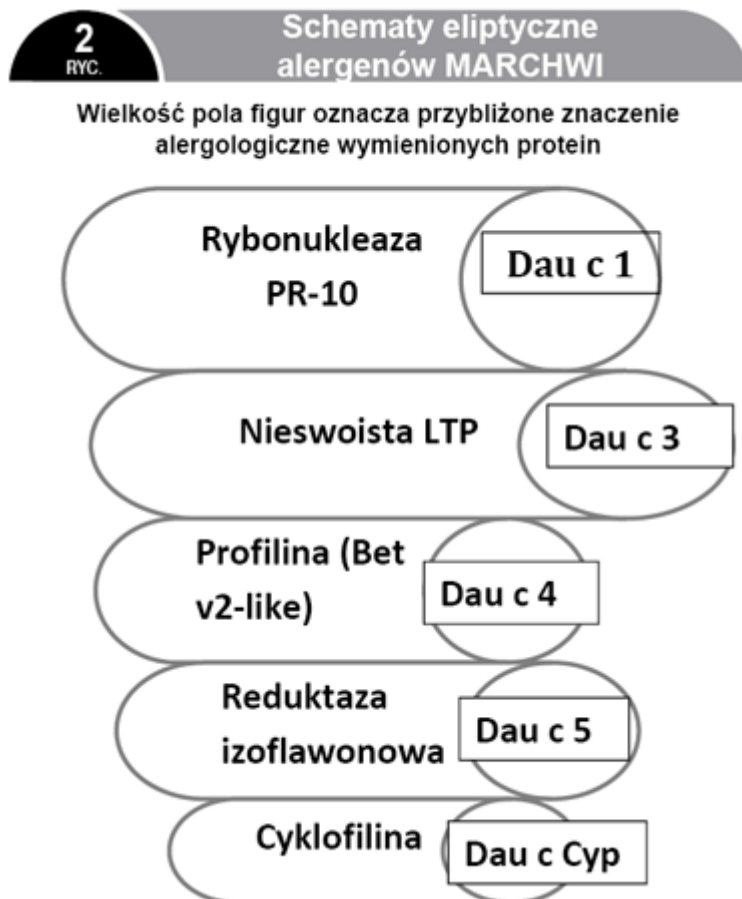 2
RYC.
Schematy eliptyczne
alergenów MARCHWI
Wielkość pola figur oznacza przybliżone znaczenie
alergologiczne wymienionych protein
Rybonukleaza
PR-10
Dau c 1
Nieswoista LTP
Dau c 3
Profilina (Bet
v2-like)
Dau c 4
Reduktaza
izoflawonowa
Dau c 5
Cyklofilina
Dau c Cyp